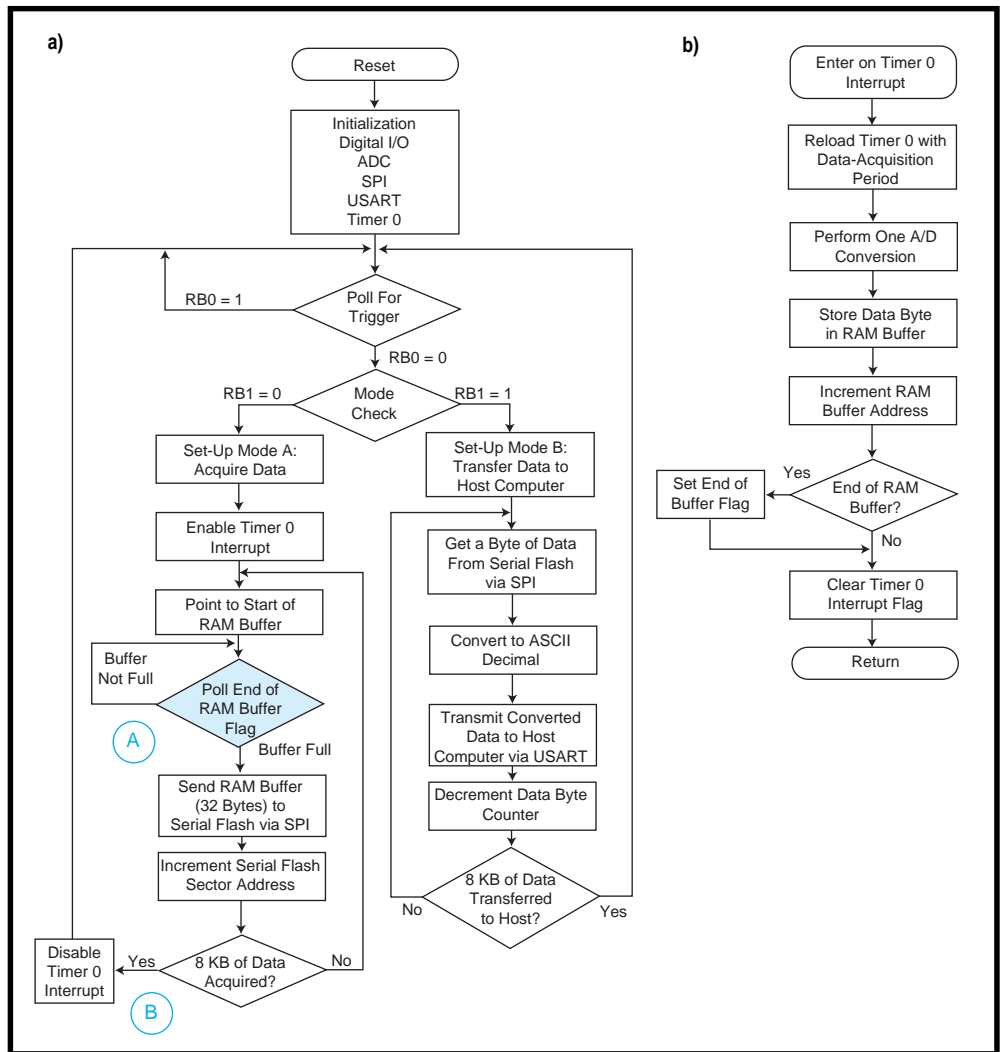 a)
Reset
Initialization
Digital I/O
ADC
SPI
USART
Timer 0
RB0 = 1
Poll For
Trigger
RB0 = 0
RB1 = 0
Mode
Check
RB1 = 1
Set-Up Mode A:
Acquire Data
Enable Timer 0
Interrupt
Point to Start of
RAM Buffer
Buffer
Not Full
Poll End of
RAM Buffer
Flag
A
Buffer Full
Send RAM Buffer
(32 Bytes) to
Serial Flash via SPI
Increment Serial Flash
Sector Address
8 KB of Data
Acquired?
No
Yes
Disable
Timer 0
Interrupt
B
Set-Up Mode B:
Transfer Data to
Host Computer
Get a Byte of Data
From Serial Flash
via SPI
Convert to ASCII
Decimal
Transmit Converted
Data to Host
Computer via USART
Decrement Data Byte
Counter
8 KB of Data
Transferred
to Host?
No
Yes
b)
Enter on Timer 0
Interrupt
Reload Timer 0 with
Data-Acquisition
Period
Perform One A/D
Conversion
Store Data Byte
in RAM Buffer
Increment RAM
Buffer Address
Set End of
Buffer Flag
Yes
End of RAM
Buffer?
No
Clear Timer 0
Interrupt Flag
Return